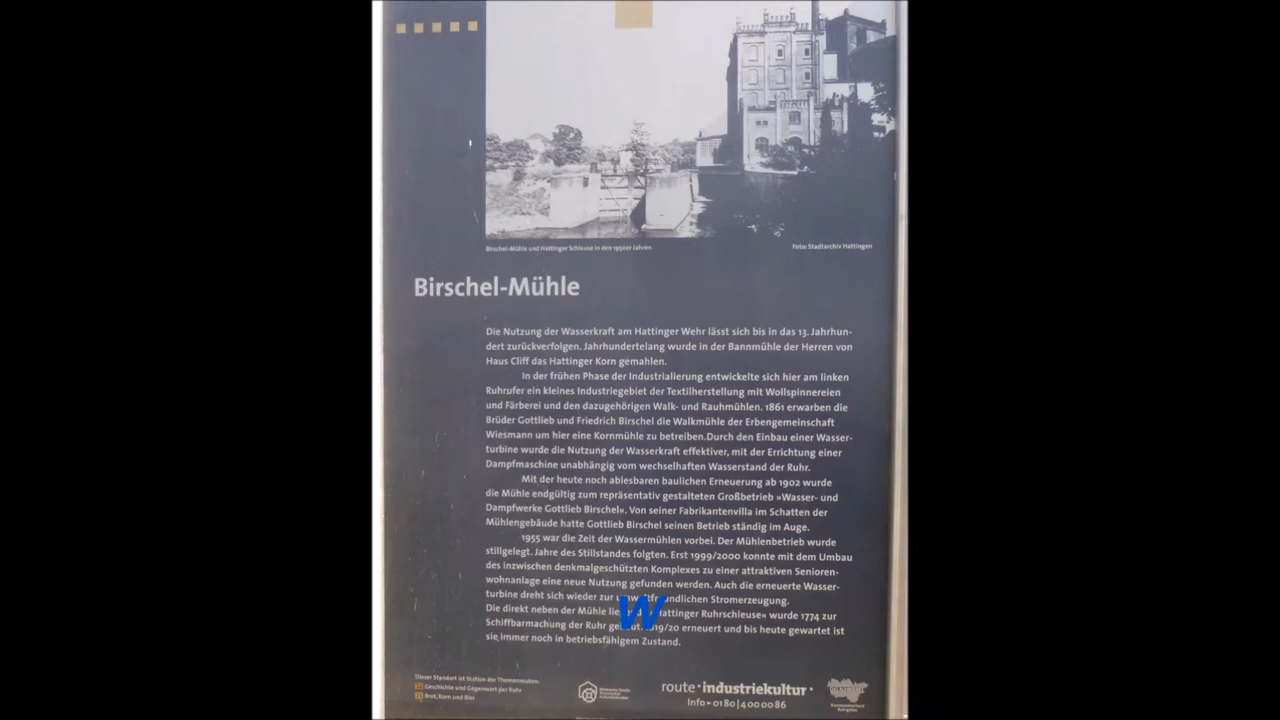 Birschel-Mühle und Hattinger Schleuse in den 1950er Jahren
Foto: Stadtarchiv Hattingen
Birschel-Mühle
Die Nutzung der Wasserkraft am Hattinger Wehr lässt sich bis in das 13. Jahrhun-
dert zurückverfolgen. Jahrhundertelang wurde in der Bannmühle der Herren von
Haus Cliff das Hattinger Korn gemahlen.
In der frühen Phase der Industrialierung entwickelte sich hier am linken
Ruhrufer ein kleines Industriegebiet der Textilherstellung mit Wollspinnereien
und Färberei und den dazugehörigen Walk- und Rauhmühlen. 1861 erwarben die
Brüder Gottlieb und Friedrich Birschel die Walkmühle der Erbengemeinschaft
Wiesmann um hier eine Kornmühle zu betreiben.Durch den Einbau einer Wasser-
turbine wurde die Nutzung der Wasserkraft effektiver, mit der Errichtung einer
Dampfmaschine unabhängig vom wechselhaften Wasserstand der Ruhr.
Mit der heute noch ablesbaren baulichen Erneuerung ab 1902 wurde
die Mühle endgültig zum repräsentativ gestalteten Großbetrieb »Wasser- und
Dampfwerke Gottlieb Birschel«. Von seiner Fabrikantenvilla im Schatten der
Mühlengebäude hatte Gottlieb Birschel seinen Betrieb ständig im Auge.
1955 war die Zeit der Wassermühlen vorbei. Der Mühlenbetrieb wurde
stillgelegt. Jahre des Stillstandes folgten. Erst 1999/2000 konnte mit dem Umbau
des inzwischen denkmalgeschützten Komplexes zu einer attraktiven Senioren-
wohnanlage eine neue Nutzung gefunden werden. Auch die erneuerte Wasser-
turbine dreht sich wieder zur umweltfreundlichen Stromerzeugung.
Die direkt neben der Mühle Hattinger Ruhrschleuse« wurde 1774 zur
Schiffbarmachung der Ruhr gebaut, 1919/20 erneuert und bis heute gewartet ist
sie immer noch in betriebsfähigem Zustand.
W
Dieser Standort ist Station der Themenrouten:
Geschichte und Gegenwart der Ruhr
Brot, Korn und Bier
route · industriekultur ·
Info 0180|4000086
Kommunalverband
Ruhrgebiet